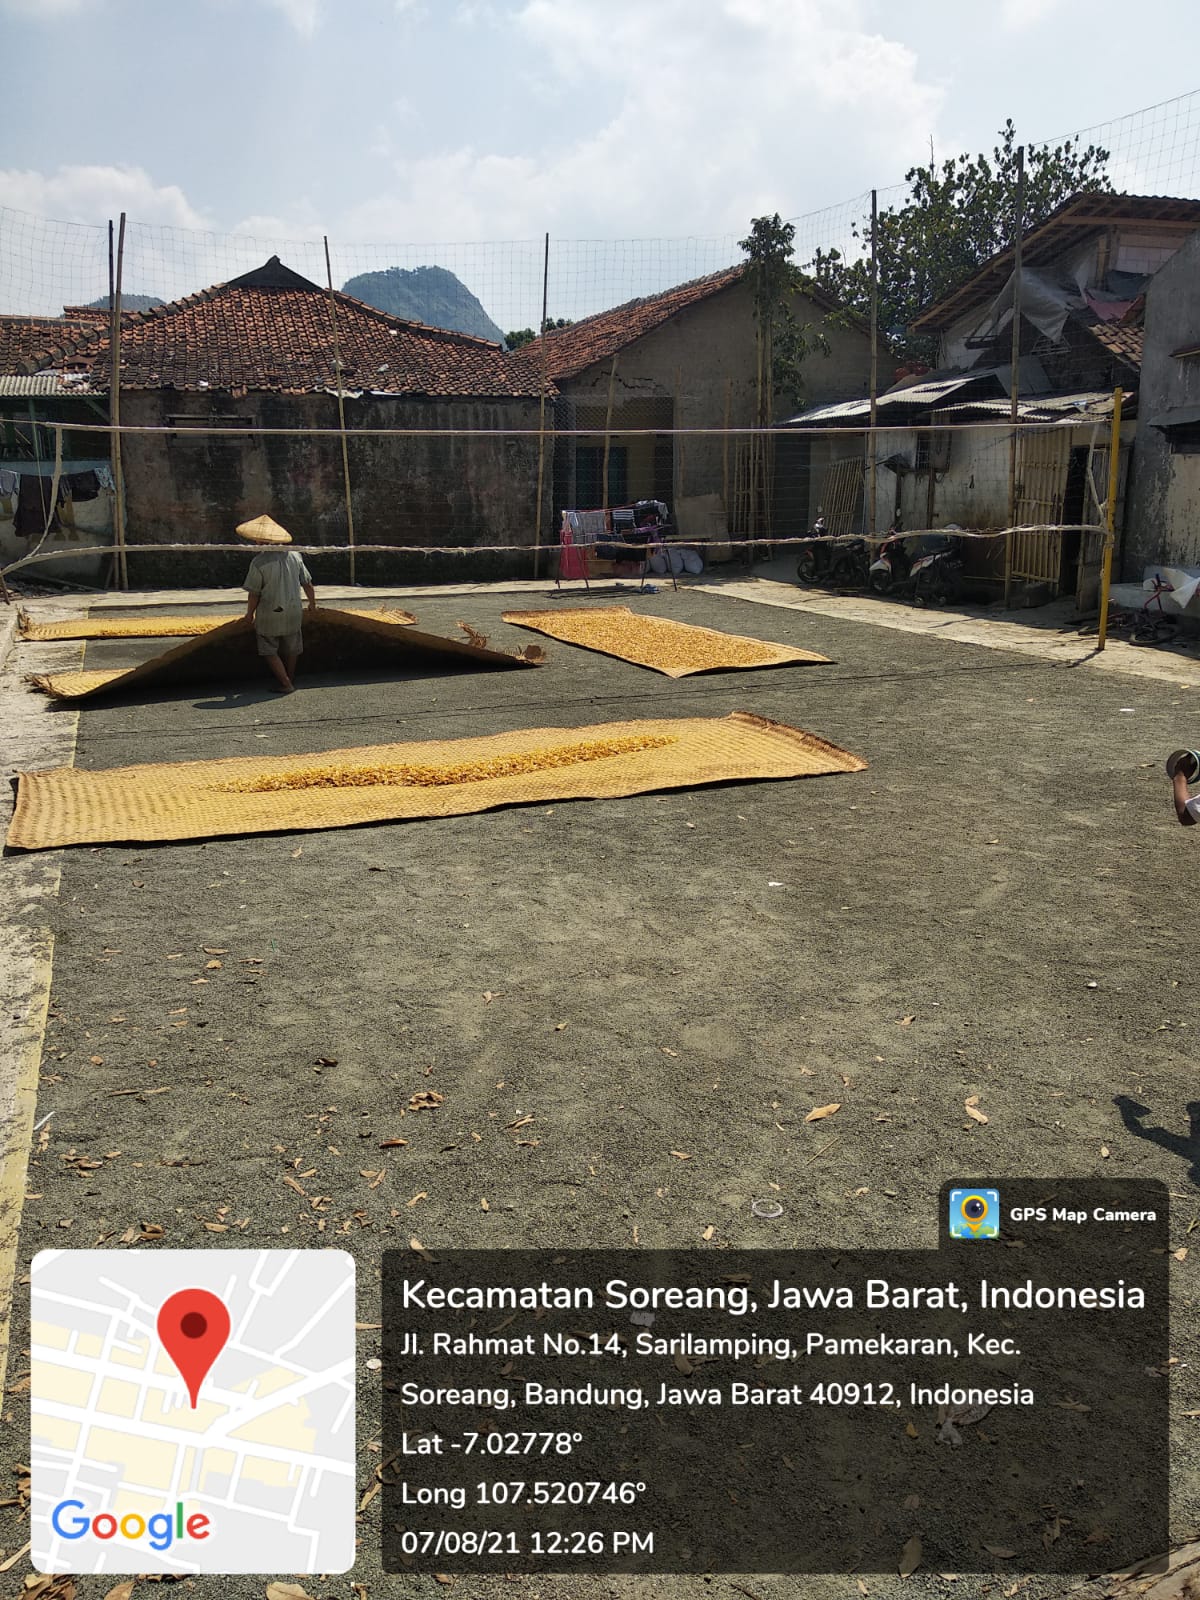 GPS Map Camera
Kecamatan Soreang, Jawa Barat, Indonesia
Jl. Rahmat No.14, Sarilamping, Pamekaran, Kec.
Soreang, Bandung, Jawa Barat 40912, Indonesia
Lat -7.02778°
Long 107.520746°
07/08/21 12:26 PM
Google